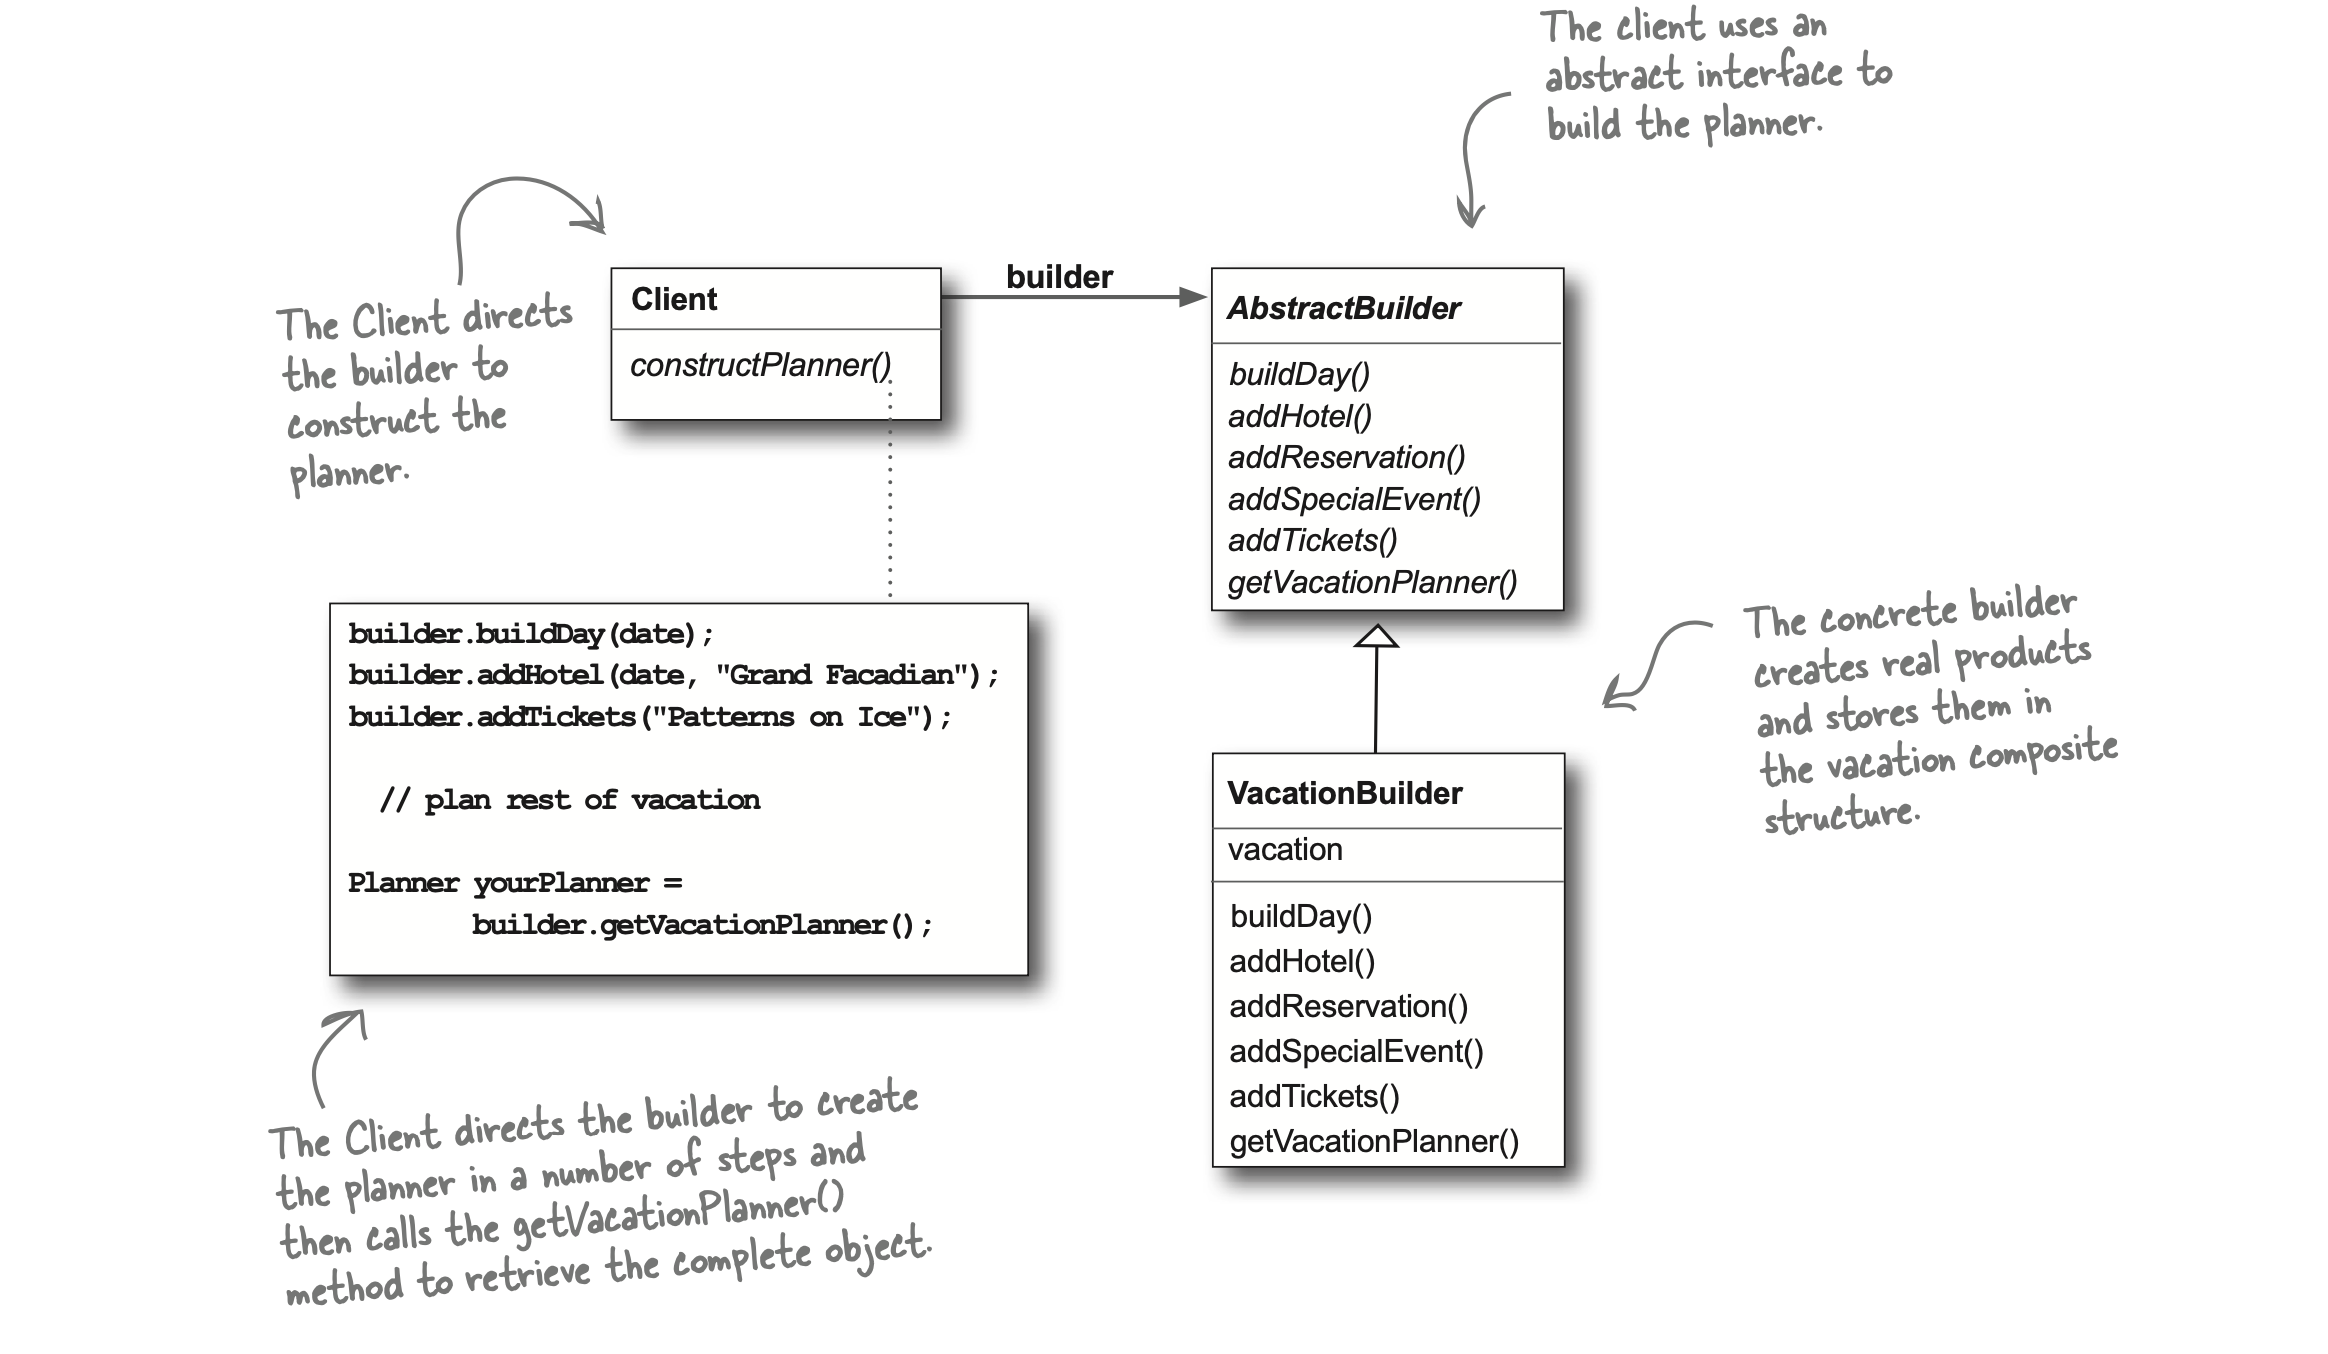 The client uses an
abstract interface to
build the planner.
The Client directs
the builder to
construct the
planner.
Client
constructPlanner()
builder
AbstractBuilder
buildDay()
addHotel()
addReservation()
addSpecialEvent()
addTickets()
getVacationPlanner()
builder.buildDay(date);
builder.addHotel(date, "Grand Facadian");
builder.addTickets("Patterns on Ice");
// plan rest of vacation
Planner yourPlanner =
builder.getVacationPlanner();
The concrete builder
creates real products
and stores them in
the vacation composite
structure.
VacationBuilder
vacation
buildDay()
addHotel()
addReservation()
addSpecialEvent()
addTickets()
getVacationPlanner()
The Client directs the builder to create
the planner in a number of steps and
then calls the getVacationPlanner()
method to retrieve the complete object.